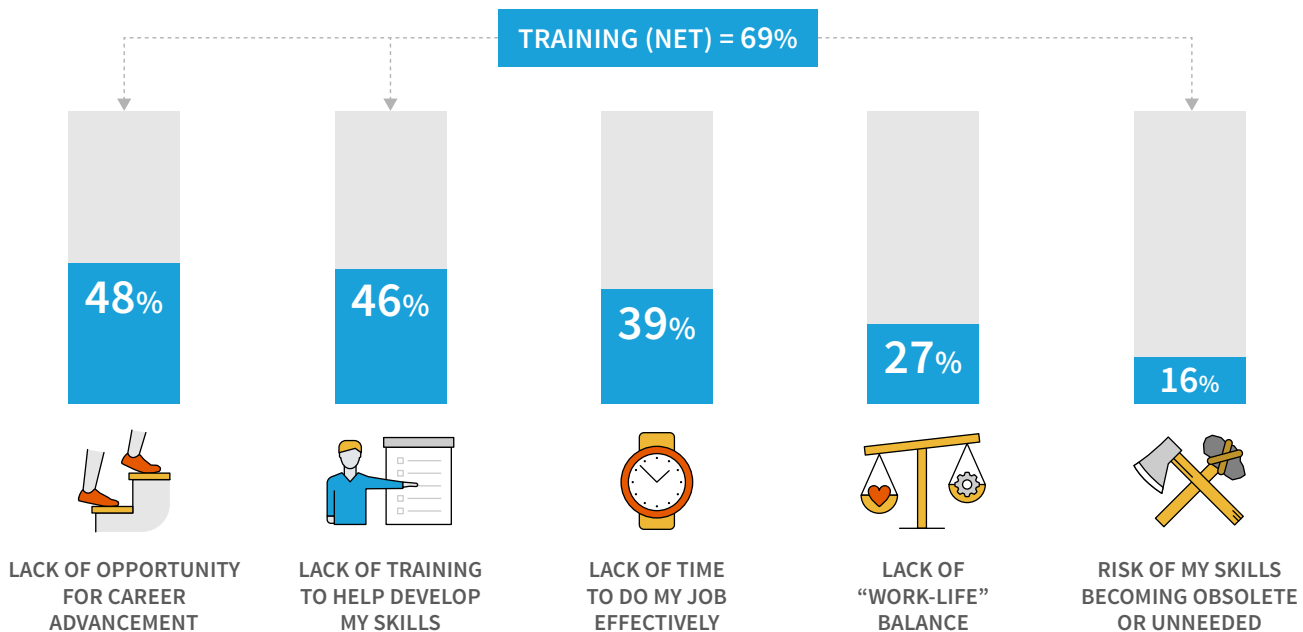 TRAINING (NET) = 69%
48%
46%
39%
27%
16%
LACK OF OPPORTUNITY
FOR CAREER
ADVANCEMENT
LACK OF TRAINING
TO HELP DEVELOP
MY SKILLS
LACK OF TIME
TO DO MY JOB
EFFECTIVELY
LACK OF
“WORK-LIFE”
BALANCE
RISK OF MY SKILLS
BECOMING OBSOLETE
OR UNNEEDED